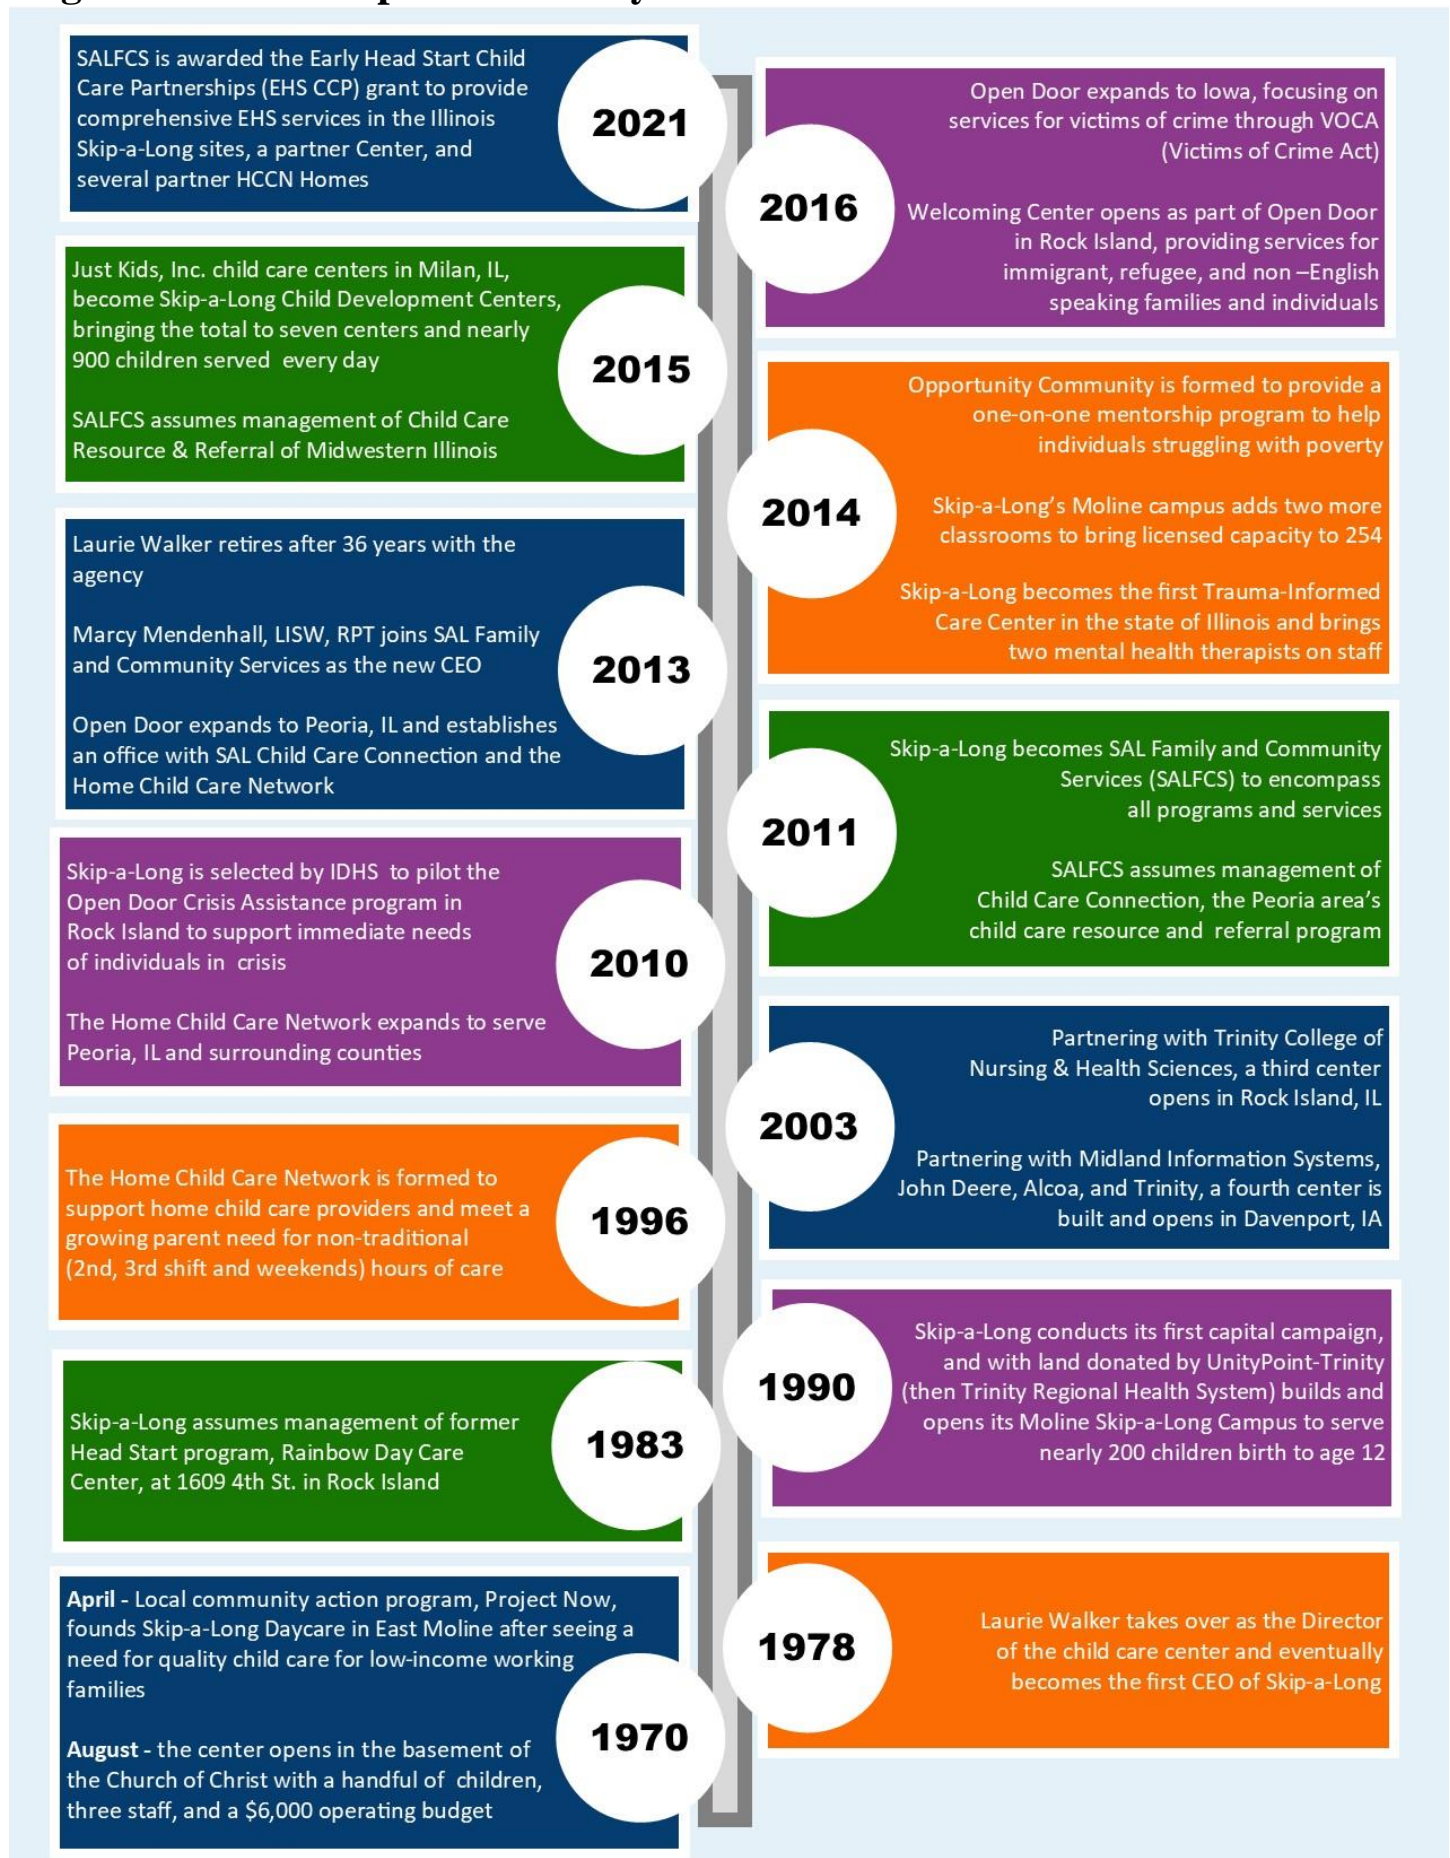 SALFCS is awarded the Early Head Start Child
Care Partnerships (EHS CCP) grant to provide
comprehensive EHS services in the Illinois
Skip-a-Long sites, a partner Center, and
several partner HCCN Homes
2021
Open Door expands to Iowa, focusing on
services for victims of crime through VOCA
(Victims of Crime Act)
Welcoming Center opens as part of Open Door
in Rock Island, providing services for
immigrant, refugee, and non –English
speaking families and individuals
2016
Just Kids, Inc. child care centers in Milan, IL,
become Skip-a-Long Child Development Centers,
bringing the total to seven centers and nearly
900 children served every day
SALFCS assumes management of Child Care
Resource & Referral of Midwestern Illinois
2015
Opportunity Community is formed to provide a
one-on-one mentorship program to help
individuals struggling with poverty
Skip-a-Long’s Moline campus adds two more
classrooms to bring licensed capacity to 254
Skip-a-Long becomes the first Trauma-Informed
Care Center in the state of Illinois and brings
two mental health therapists on staff
2014
Laurie Walker retires after 36 years with the
agency
Marcy Mendenhall, LISW, RPT joins SAL Family
and Community Services as the new CEO
Open Door expands to Peoria, IL and establishes
an office with SAL Child Care Connection and the
Home Child Care Network
2013
Skip-a-Long becomes SAL Family and Community
Services (SALFCS) to encompass
all programs and services
SALFCS assumes management of
Child Care Connection, the Peoria area’s
child care resource and referral program
2011
Skip-a-Long is selected by IDHS to pilot the
Open Door Crisis Assistance program in
Rock Island to support immediate needs
of individuals in crisis
The Home Child Care Network expands to serve
Peoria, IL and surrounding counties
2010
Partnering with Trinity College of
Nursing & Health Sciences, a third center
opens in Rock Island, IL
Partnering with Midland Information Systems,
John Deere, Alcoa, and Trinity, a fourth center is
built and opens in Davenport, IA
2003
The Home Child Care Network is formed to
support home child care providers and meet a
growing parent need for non-traditional
(2nd, 3rd shift and weekends) hours of care
1996
Skip-a-Long conducts its first capital campaign,
and with land donated by UnityPoint-Trinity
(then Trinity Regional Health System) builds and
opens its Moline Skip-a-Long Campus to serve
nearly 200 children birth to age 12
1990
Skip-a-Long assumes management of former
Head Start program, Rainbow Day Care
Center, at 1609 4th St. in Rock Island
1983
Laurie Walker takes over as the Director
of the child care center and eventually
becomes the first CEO of Skip-a-Long
1978
April - Local community action program, Project Now,
founds Skip-a-Long Daycare in East Moline after seeing a
need for quality child care for low-income working
families
August - the center opens in the basement of
the Church of Christ with a handful of children,
three staff, and a $6,000 operating budget
1970